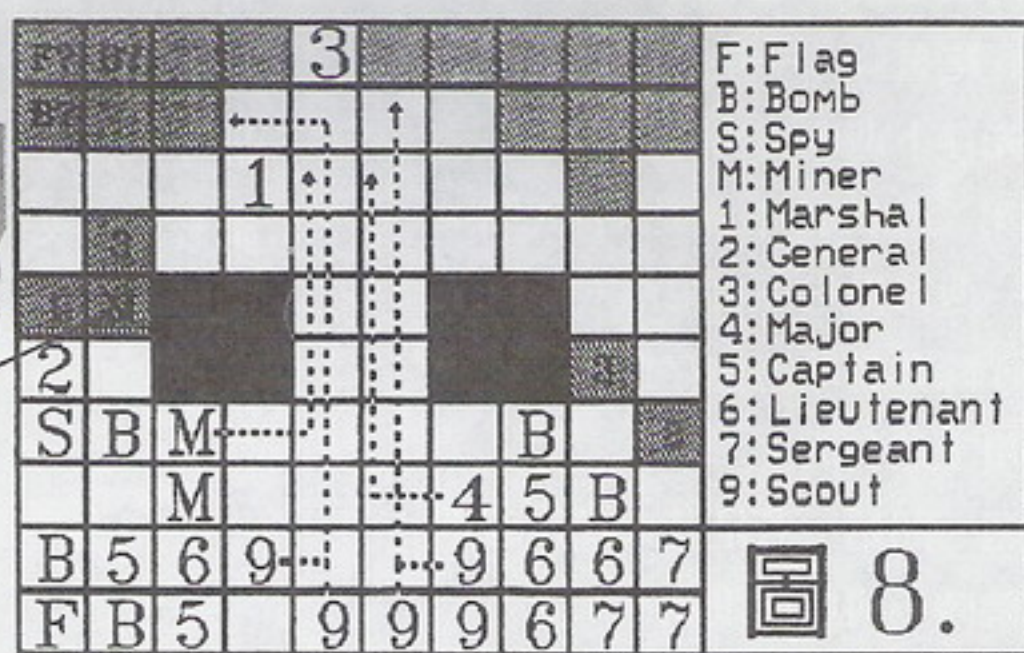 F? B? 3
B?
1
3
2
S B M B
M 4 5 B
B 5 6 9 9 6 6 7
F B 5 9 9 9 6 7 7
F:Flag
B:Bomb
S:Spy
M:Miner
1:Marshal
2:General
3:Colonel
4:Major
5:Captain
6:Lieutenant
7:Sergeant
9:Scout
圖 8.